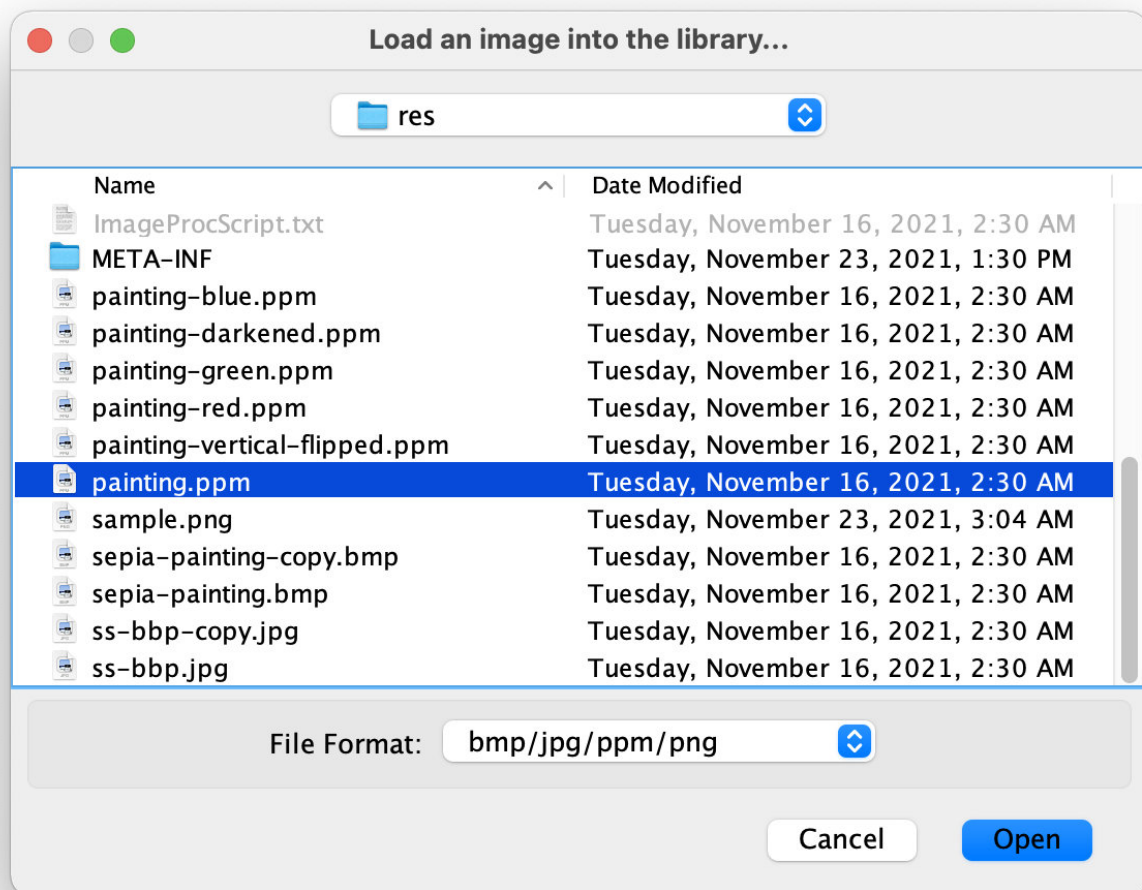 Load an image into the library...
res
Name Date Modified
ImageProcScript.txt Tuesday, November 16, 2021, 2:30 AM
META-INF Tuesday, November 23, 2021, 1:30 PM
painting-blue.ppm Tuesday, November 16, 2021, 2:30 AM
painting-darkened.ppm Tuesday, November 16, 2021, 2:30 AM
painting-green.ppm Tuesday, November 16, 2021, 2:30 AM
painting-red.ppm Tuesday, November 16, 2021, 2:30 AM
painting-vertical-flipped.ppm Tuesday, November 16, 2021, 2:30 AM
painting.ppm Tuesday, November 16, 2021, 2:30 AM
sample.png Tuesday, November 23, 2021, 3:04 AM
sepia-painting-copy.bmp Tuesday, November 16, 2021, 2:30 AM
sepia-painting.bmp Tuesday, November 16, 2021, 2:30 AM
ss-bbp-copy.jpg Tuesday, November 16, 2021, 2:30 AM
ss-bbp.jpg Tuesday, November 16, 2021, 2:30 AM
File Format: bmp/jpg/ppm/png
Cancel Open